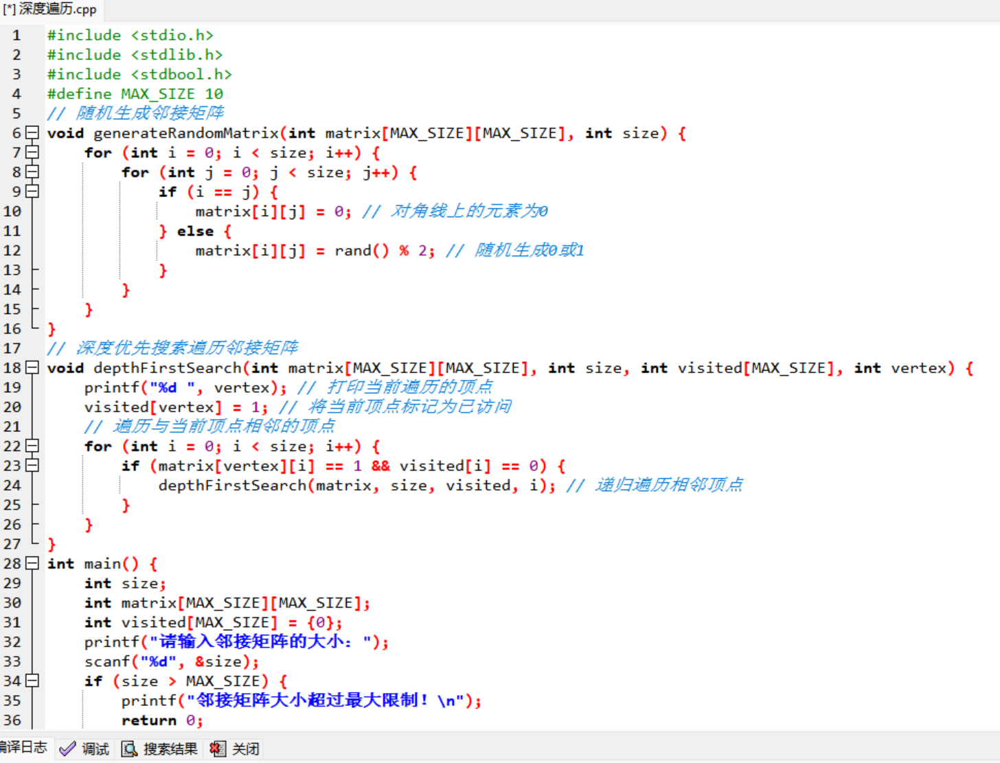 [*] 深度遍历.cpp
1 #include <stdio.h>
2 #include <stdlib.h>
3 #include <stdbool.h>
4 #define MAX_SIZE 10
5 // 随机生成邻接矩阵
6 void generateRandomMatrix(int matrix[MAX_SIZE][MAX_SIZE], int size) {
7 for (int i = 0; i < size; i++) {
8 for (int j = 0; j < size; j++) {
9 if (i == j) {
10 matrix[i][j] = 0; // 对角线上的元素为0
11 } else {
12 matrix[i][j] = rand() % 2; // 随机生成0或1
13 }
14 }
15 }
16 }
17 // 深度优先搜索遍历邻接矩阵
18 void depthFirstSearch(int matrix[MAX_SIZE][MAX_SIZE], int size, int visited[MAX_SIZE], int vertex) {
19 printf("%d ", vertex); // 打印当前遍历的顶点
20 visited[vertex] = 1; // 将当前顶点标记为已访问
21 // 遍历与当前顶点相邻的顶点
22 for (int i = 0; i < size; i++) {
23 if (matrix[vertex][i] == 1 && visited[i] == 0) {
24 depthFirstSearch(matrix, size, visited, i); // 递归遍历相邻顶点
25 }
26 }
27 }
28 int main() {
29 int size;
30 int matrix[MAX_SIZE][MAX_SIZE];
31 int visited[MAX_SIZE] = {0};
32 printf("请输入邻接矩阵的大小：");
33 scanf("%d", &size);
34 if (size > MAX_SIZE) {
35 printf("邻接矩阵大小超过最大限制！\n");
36 return 0;
编译日志 调试 搜索结果 关闭